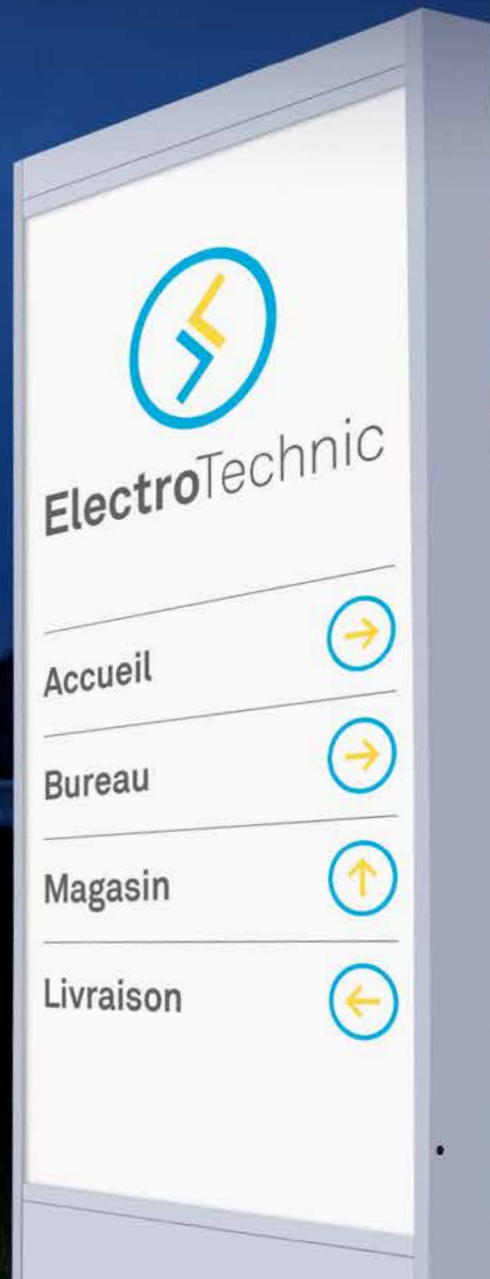 ElectroTechnic
Accueil →
Bureau →
Magasin ↑
Livraison ←